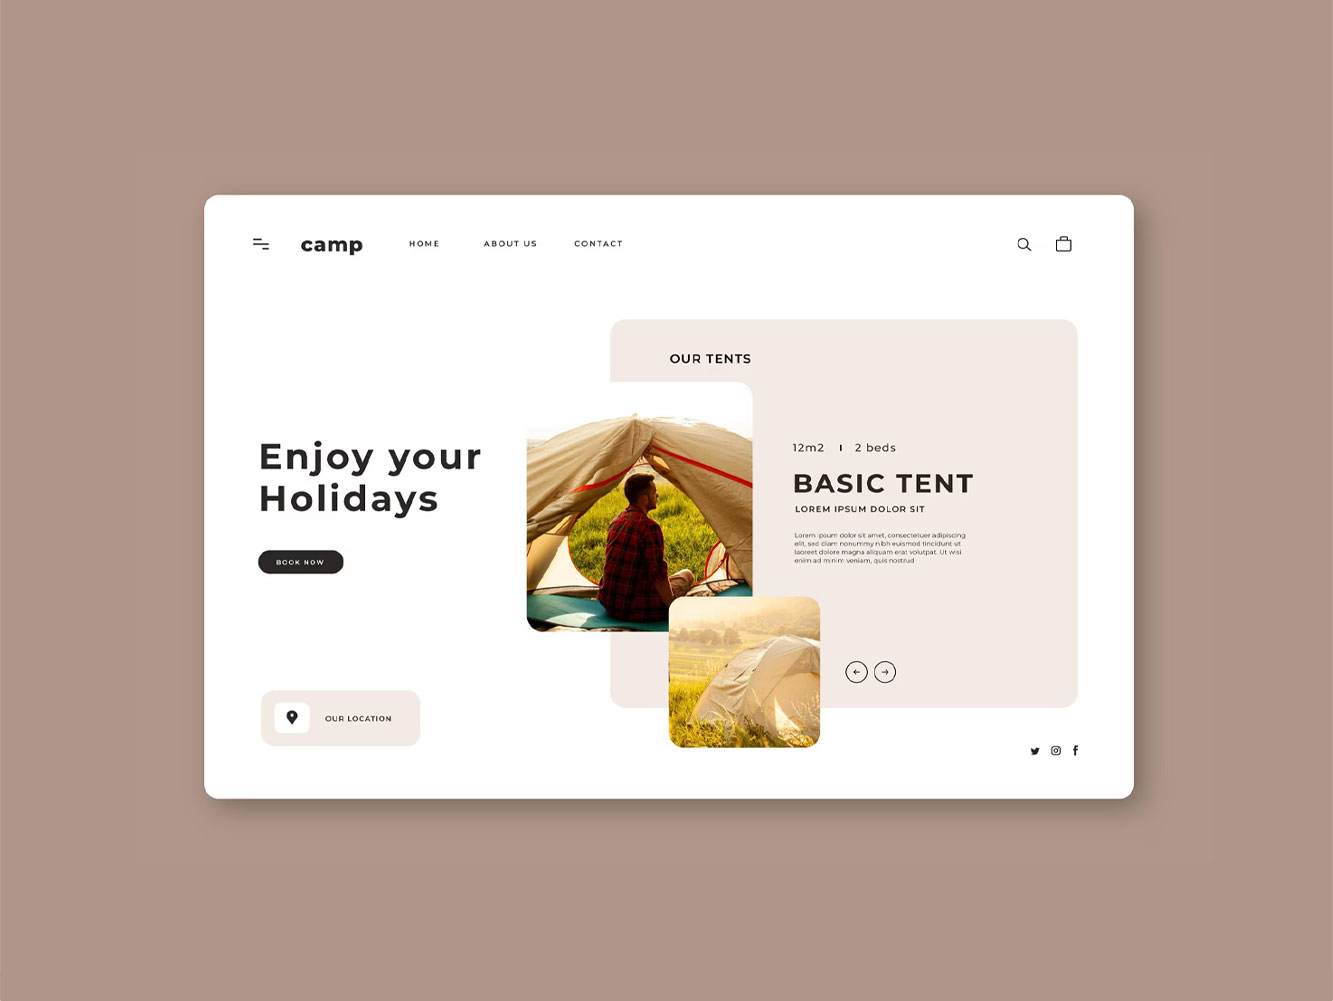 camp
HOME
ABOUT US
CONTACT
OUR TENTS
Enjoy your
Holidays
BOOK NOW
12m2 I 2 beds
BASIC TENT
LOREM IPSUM DOLOR SIT
Lorem ipsum dolor sit amet, consectetuer adipiscing
elit, sed diam nonummy nibh euismod tincidunt ut
laoreet dolore magna aliquam erat volutpat. Ut wisi
enim ad minim veniam, quis nostrud
OUR LOCATION